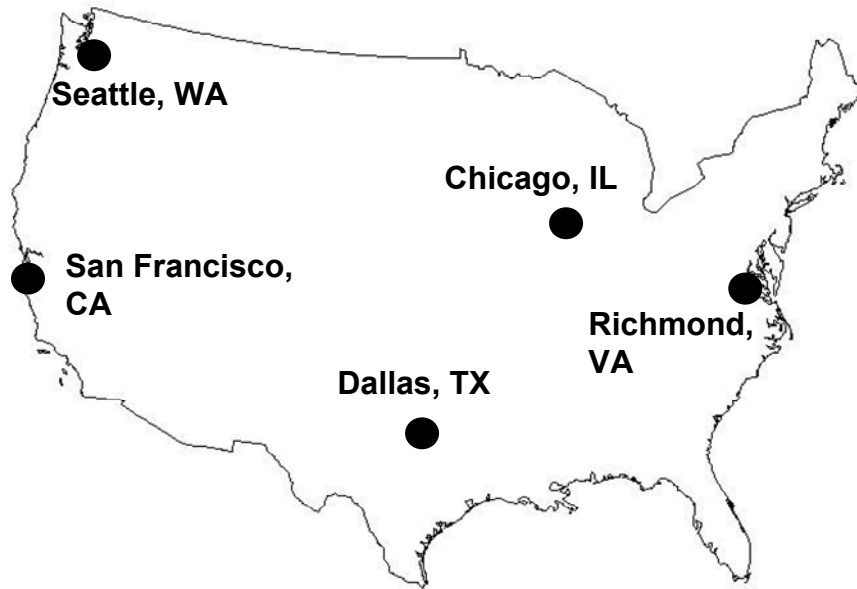 Seattle, WA
Chicago, IL
San Francisco,
CA
Richmond,
VA
Dallas, TX